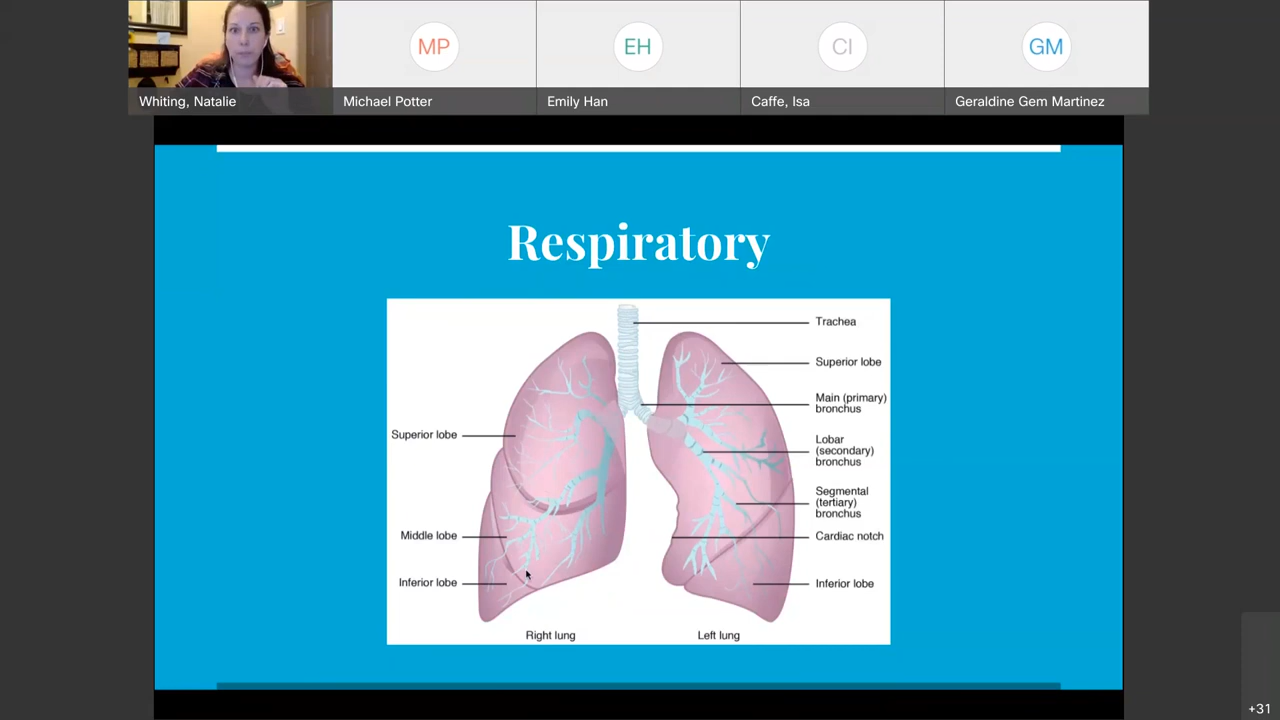 MP
EH
CI
GM
Whiting, Natalie
Michael Potter
Emily Han
Caffe, Isa
Geraldine Gem Martinez
Respiratory
Trachea
Superior lobe
Main (primary)
bronchus
Lobar
(secondary)
bronchus
Segmental
(tertiary)
bronchus
Cardiac notch
Inferior lobe
Superior lobe
Middle lobe
Inferior lobe
Right lung
Left lung
+31